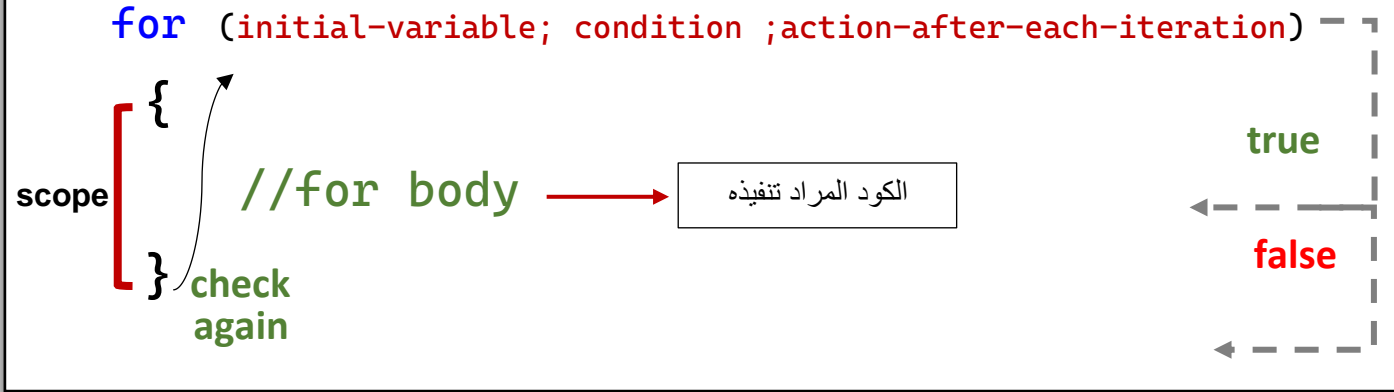 for (initial-variable; condition ;action-after-each-iteration)
{
true
scope
//for body
الكود المراد تنفيذه
false
}
check
again